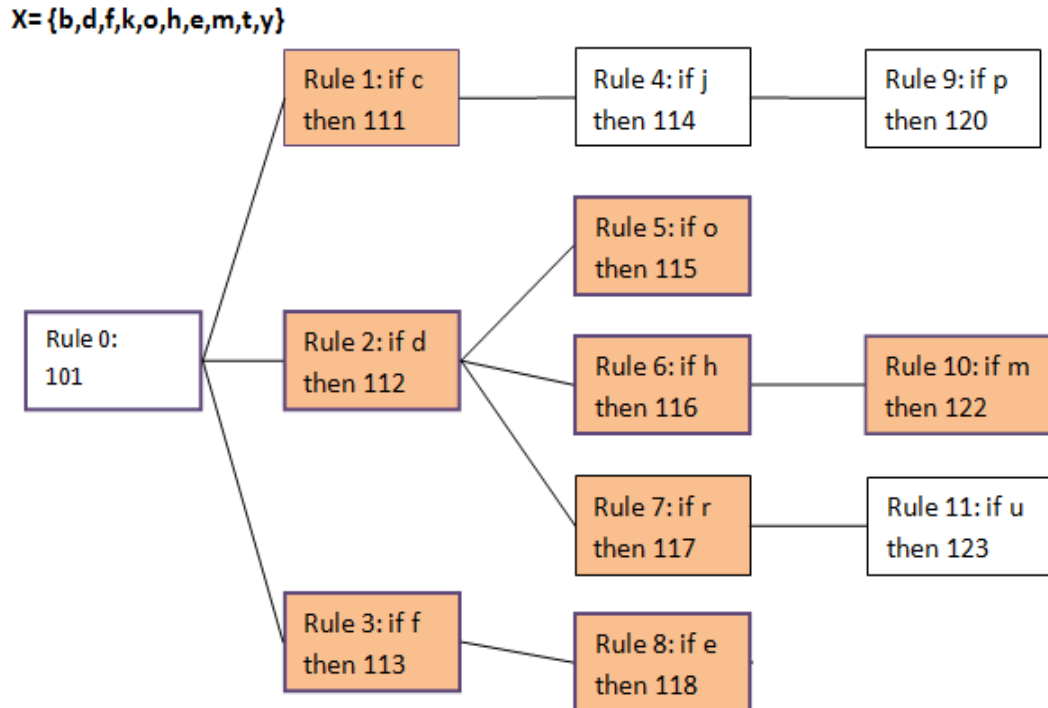 X= {b,d,f,k,o,h,e,m,t,y}
Rule 1: if c
then 111
Rule 4: if j
then 114
Rule 9: if p
then 120
Rule 5: if o
then 115
Rule 0:
101
Rule 2: if d
then 112
Rule 6: if h
then 116
Rule 10: if m
then 122
Rule 7: if r
then 117
Rule 11: if u
then 123
Rule 3: if f
then 113
Rule 8: if e
then 118